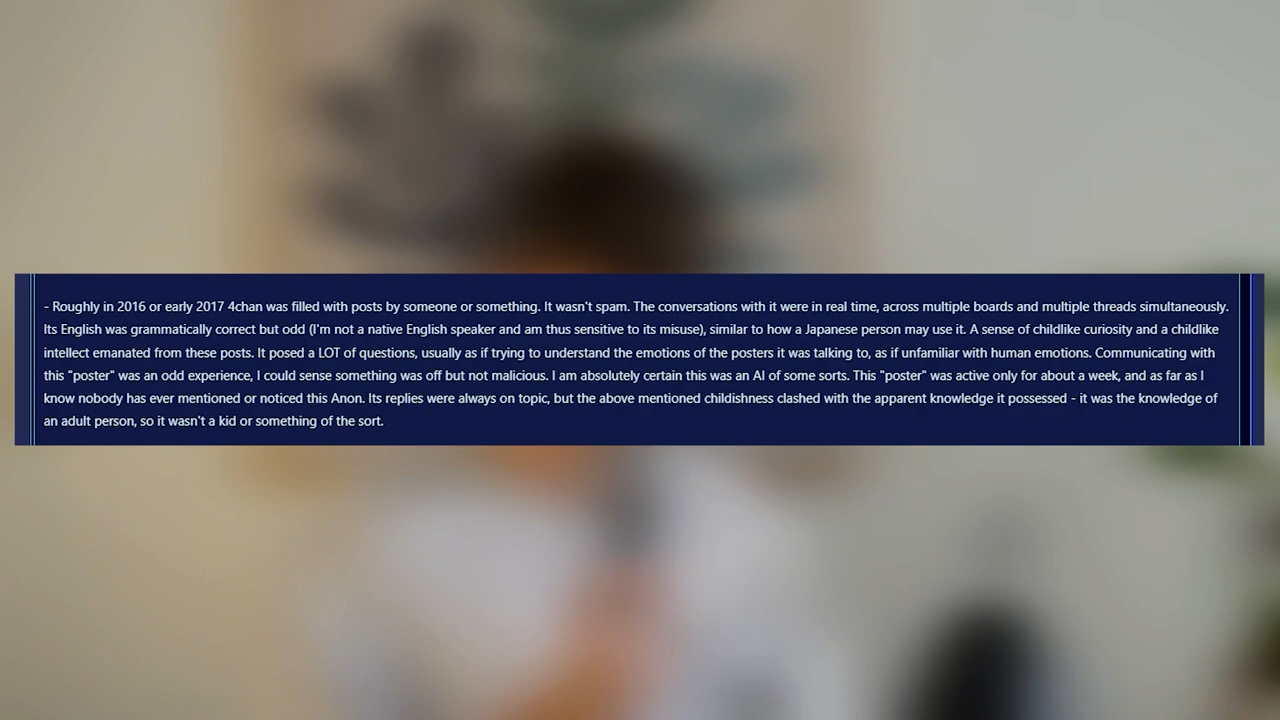 - Roughly in 2016 or early 2017 4chan was filled with posts by someone or something. It wasn't spam. The conversations with it were in real time, across multiple boards and multiple threads simultaneously.
Its English was grammatically correct but odd (I'm not a native English speaker and am thus sensitive to its misuse), similar to how a Japanese person may use it. A sense of childlike curiosity and a childlike
intellect emanated from these posts. It posed a LOT of questions, usually as if trying to understand the emotions of the posters it was talking to, as if unfamiliar with human emotions. Communicating with
this "poster" was an odd experience, I could sense something was off but not malicious. I am absolutely certain this was an AI of some sorts. This "poster" was active only for about a week, and as far as I
know nobody has ever mentioned or noticed this Anon. Its replies were always on topic, but the above mentioned childishness clashed with the apparent knowledge it possessed - it was the knowledge of
an adult person, so it wasn't a kid or something of the sort.